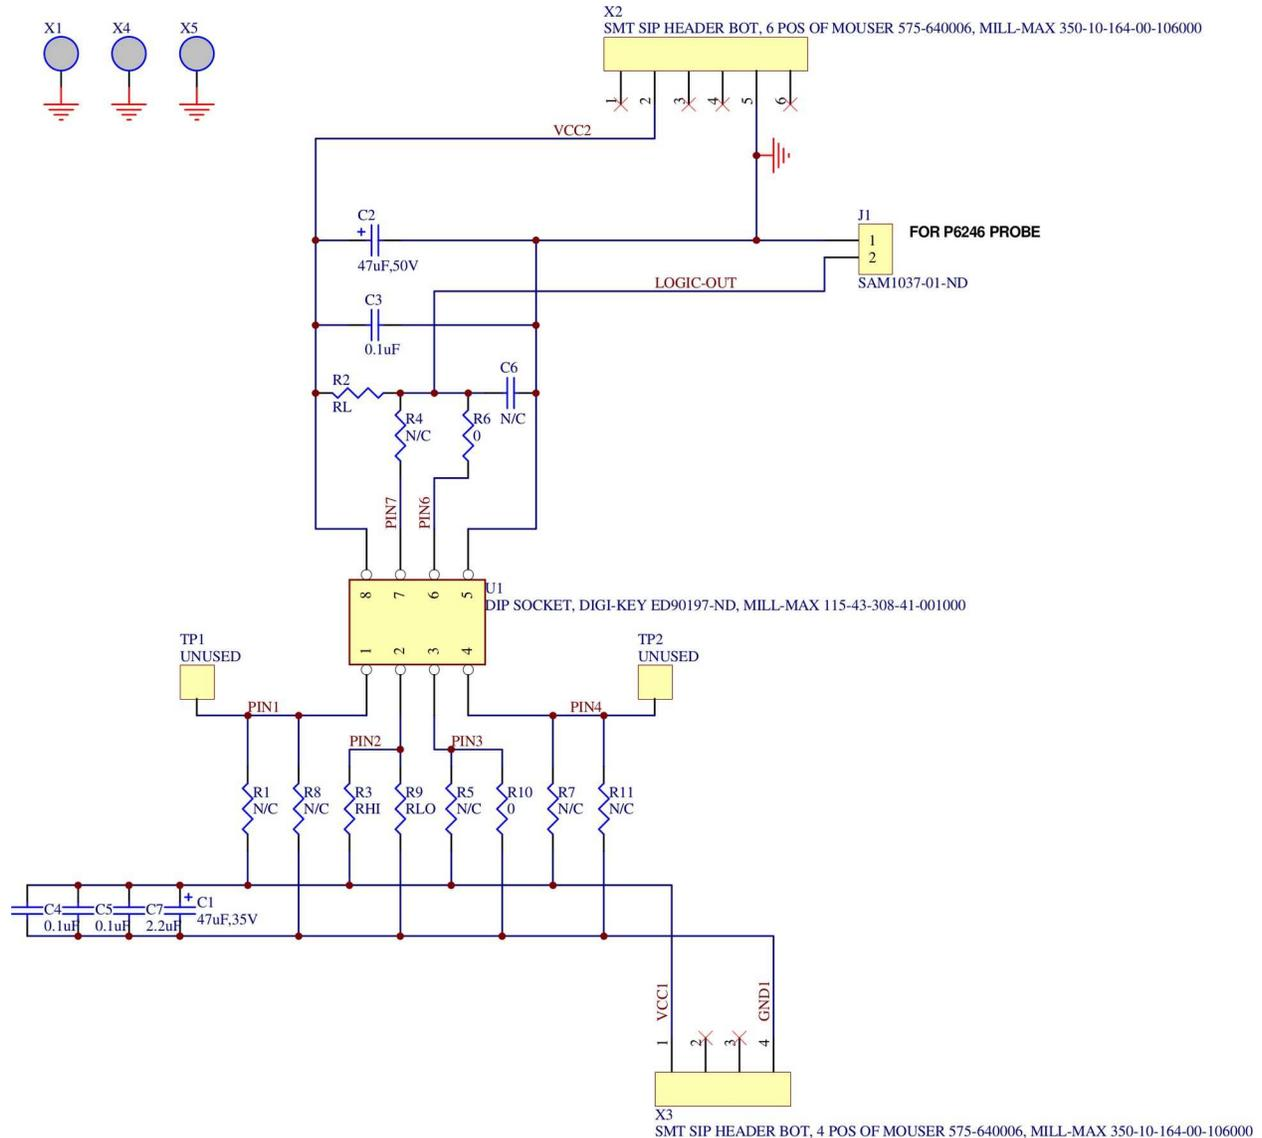 X1
X4
X5
X2
SMT SIP HEADER BOT, 6 POS OF MOUSER 575-640006, MILL-MAX 350-10-164-00-106000
1
2
3
4
5
6
VCC2
C2
+
47uF,50V
J1
1
2
FOR P6246 PROBE
SAM1037-01-ND
LOGIC-OUT
C3
0.1uF
R2
RL
C6
N/C
R4
N/C
R6
0
PIN7
PIN6
8
7
6
5
U1
DIP SOCKET, DIGI-KEY ED90197-ND, MILL-MAX 115-43-308-41-001000
1
2
3
4
TP1
UNUSED
TP2
UNUSED
PIN1
PIN4
PIN2
PIN3
R1
N/C
R8
N/C
R3
RHI
R9
RLO
R5
N/C
R10
0
R7
N/C
R11
N/C
C4
0.1uF
C5
0.1uF
C7
2.2uF
+
C1
47uF,35V
VCC1
GND1
1
2
3
4
X3
SMT SIP HEADER BOT, 4 POS OF MOUSER 575-640006, MILL-MAX 350-10-164-00-106000